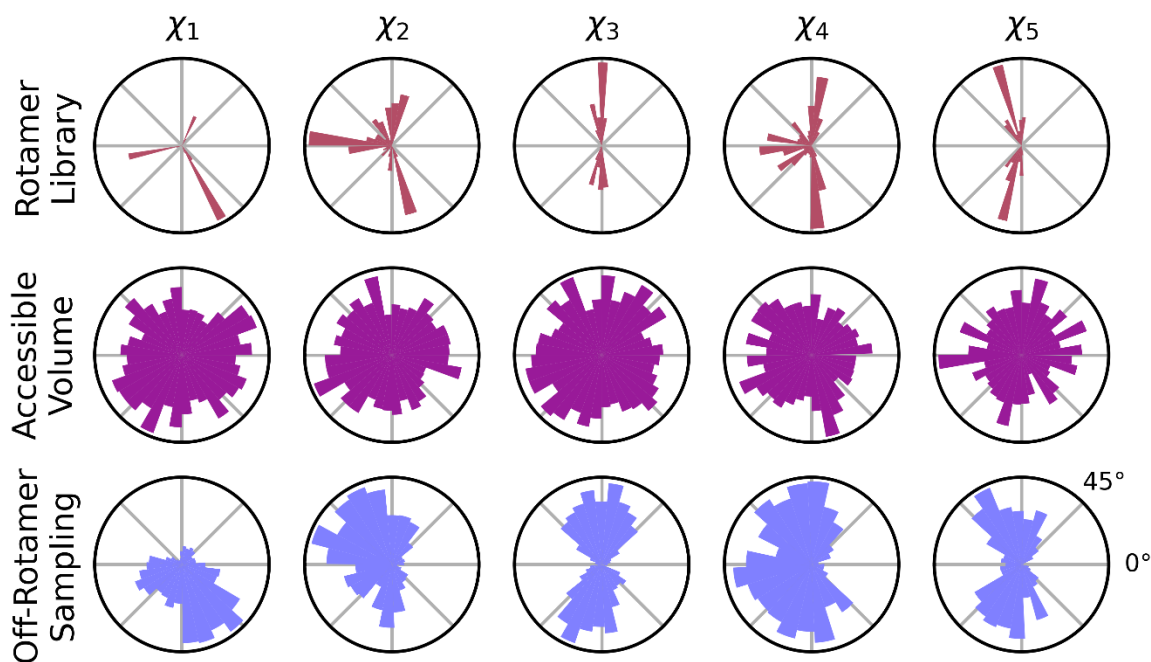 χ1 χ2 χ3 χ4 χ5
Rotamer
Library
Accessible
Volume
Off-Rotamer
Sampling
45°
0°